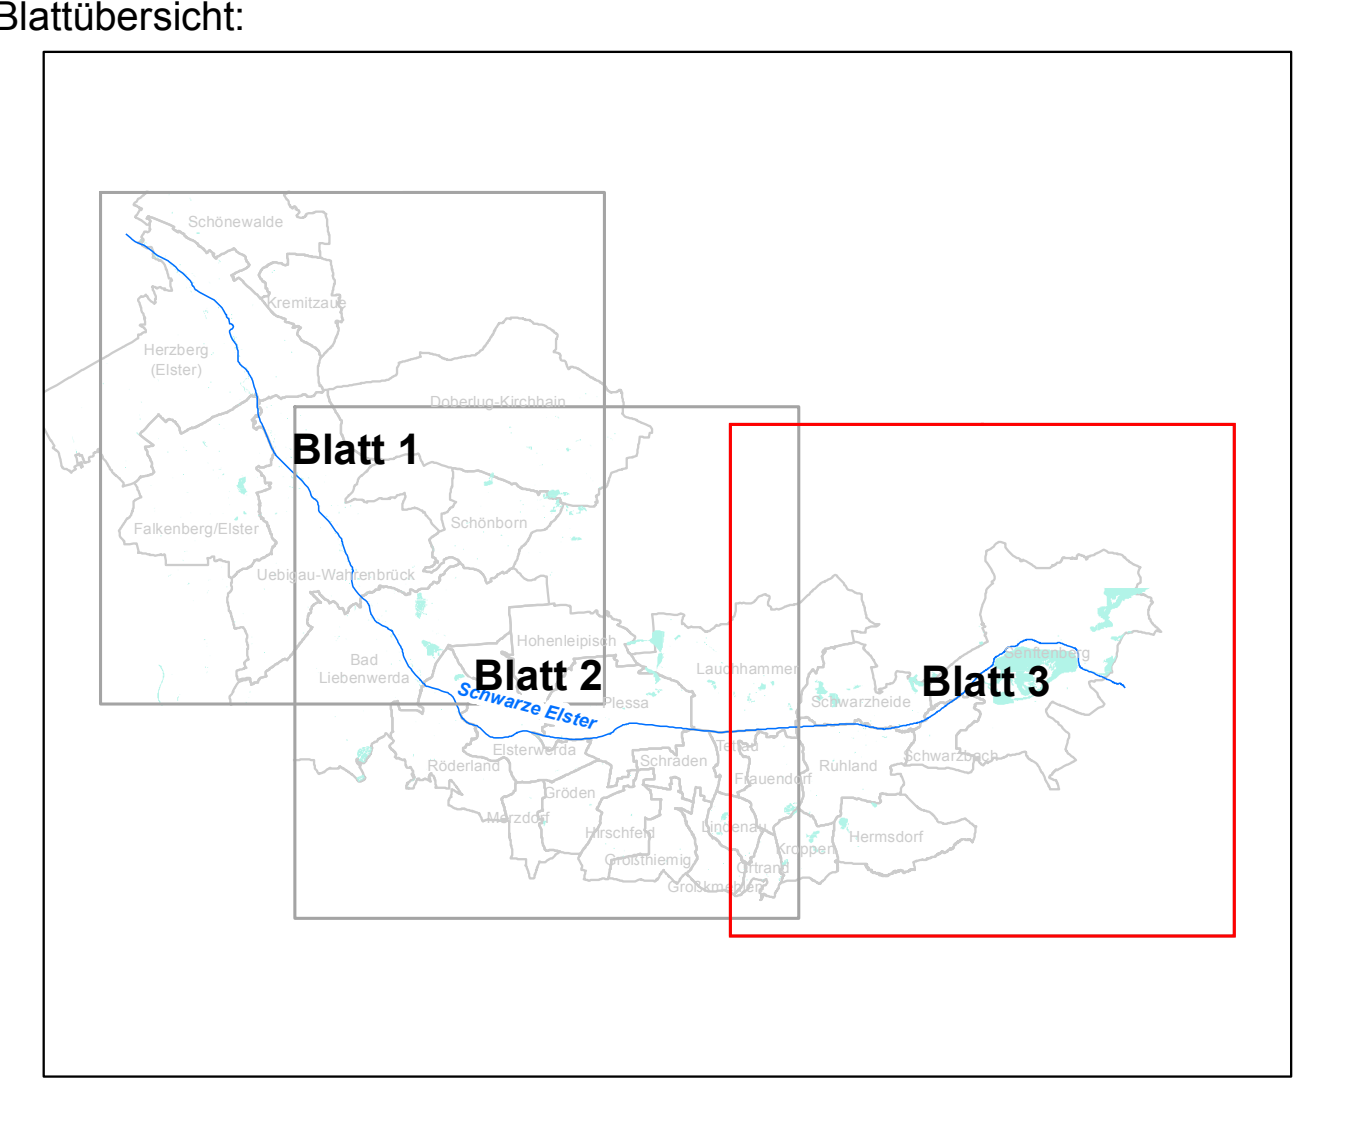 Blattübersicht:
Schönewalde
Kremitzaue
Herzberg
(Elster)
Doberlug-Kirchhain
Blatt 1
Falkenberg/Elster
Schönborn
Uebigau-Wahrenbrück
Hohenleipisch
Bad
Liebenwerda
Blatt 2
Lauchhammer
Senftenberg
Blatt 3
Schwarze Elster
Plessa
Schwarzheide
Elsterwerda
Tettau
Röderland
Schraden
Frauendorf
Ruhland
Schwarzbach
Gröden
Merzdorf
Hirschfeld
Lindenau
Hermsdorf
Kroppen
Großthiemig
Ortrand
Großkmehlen